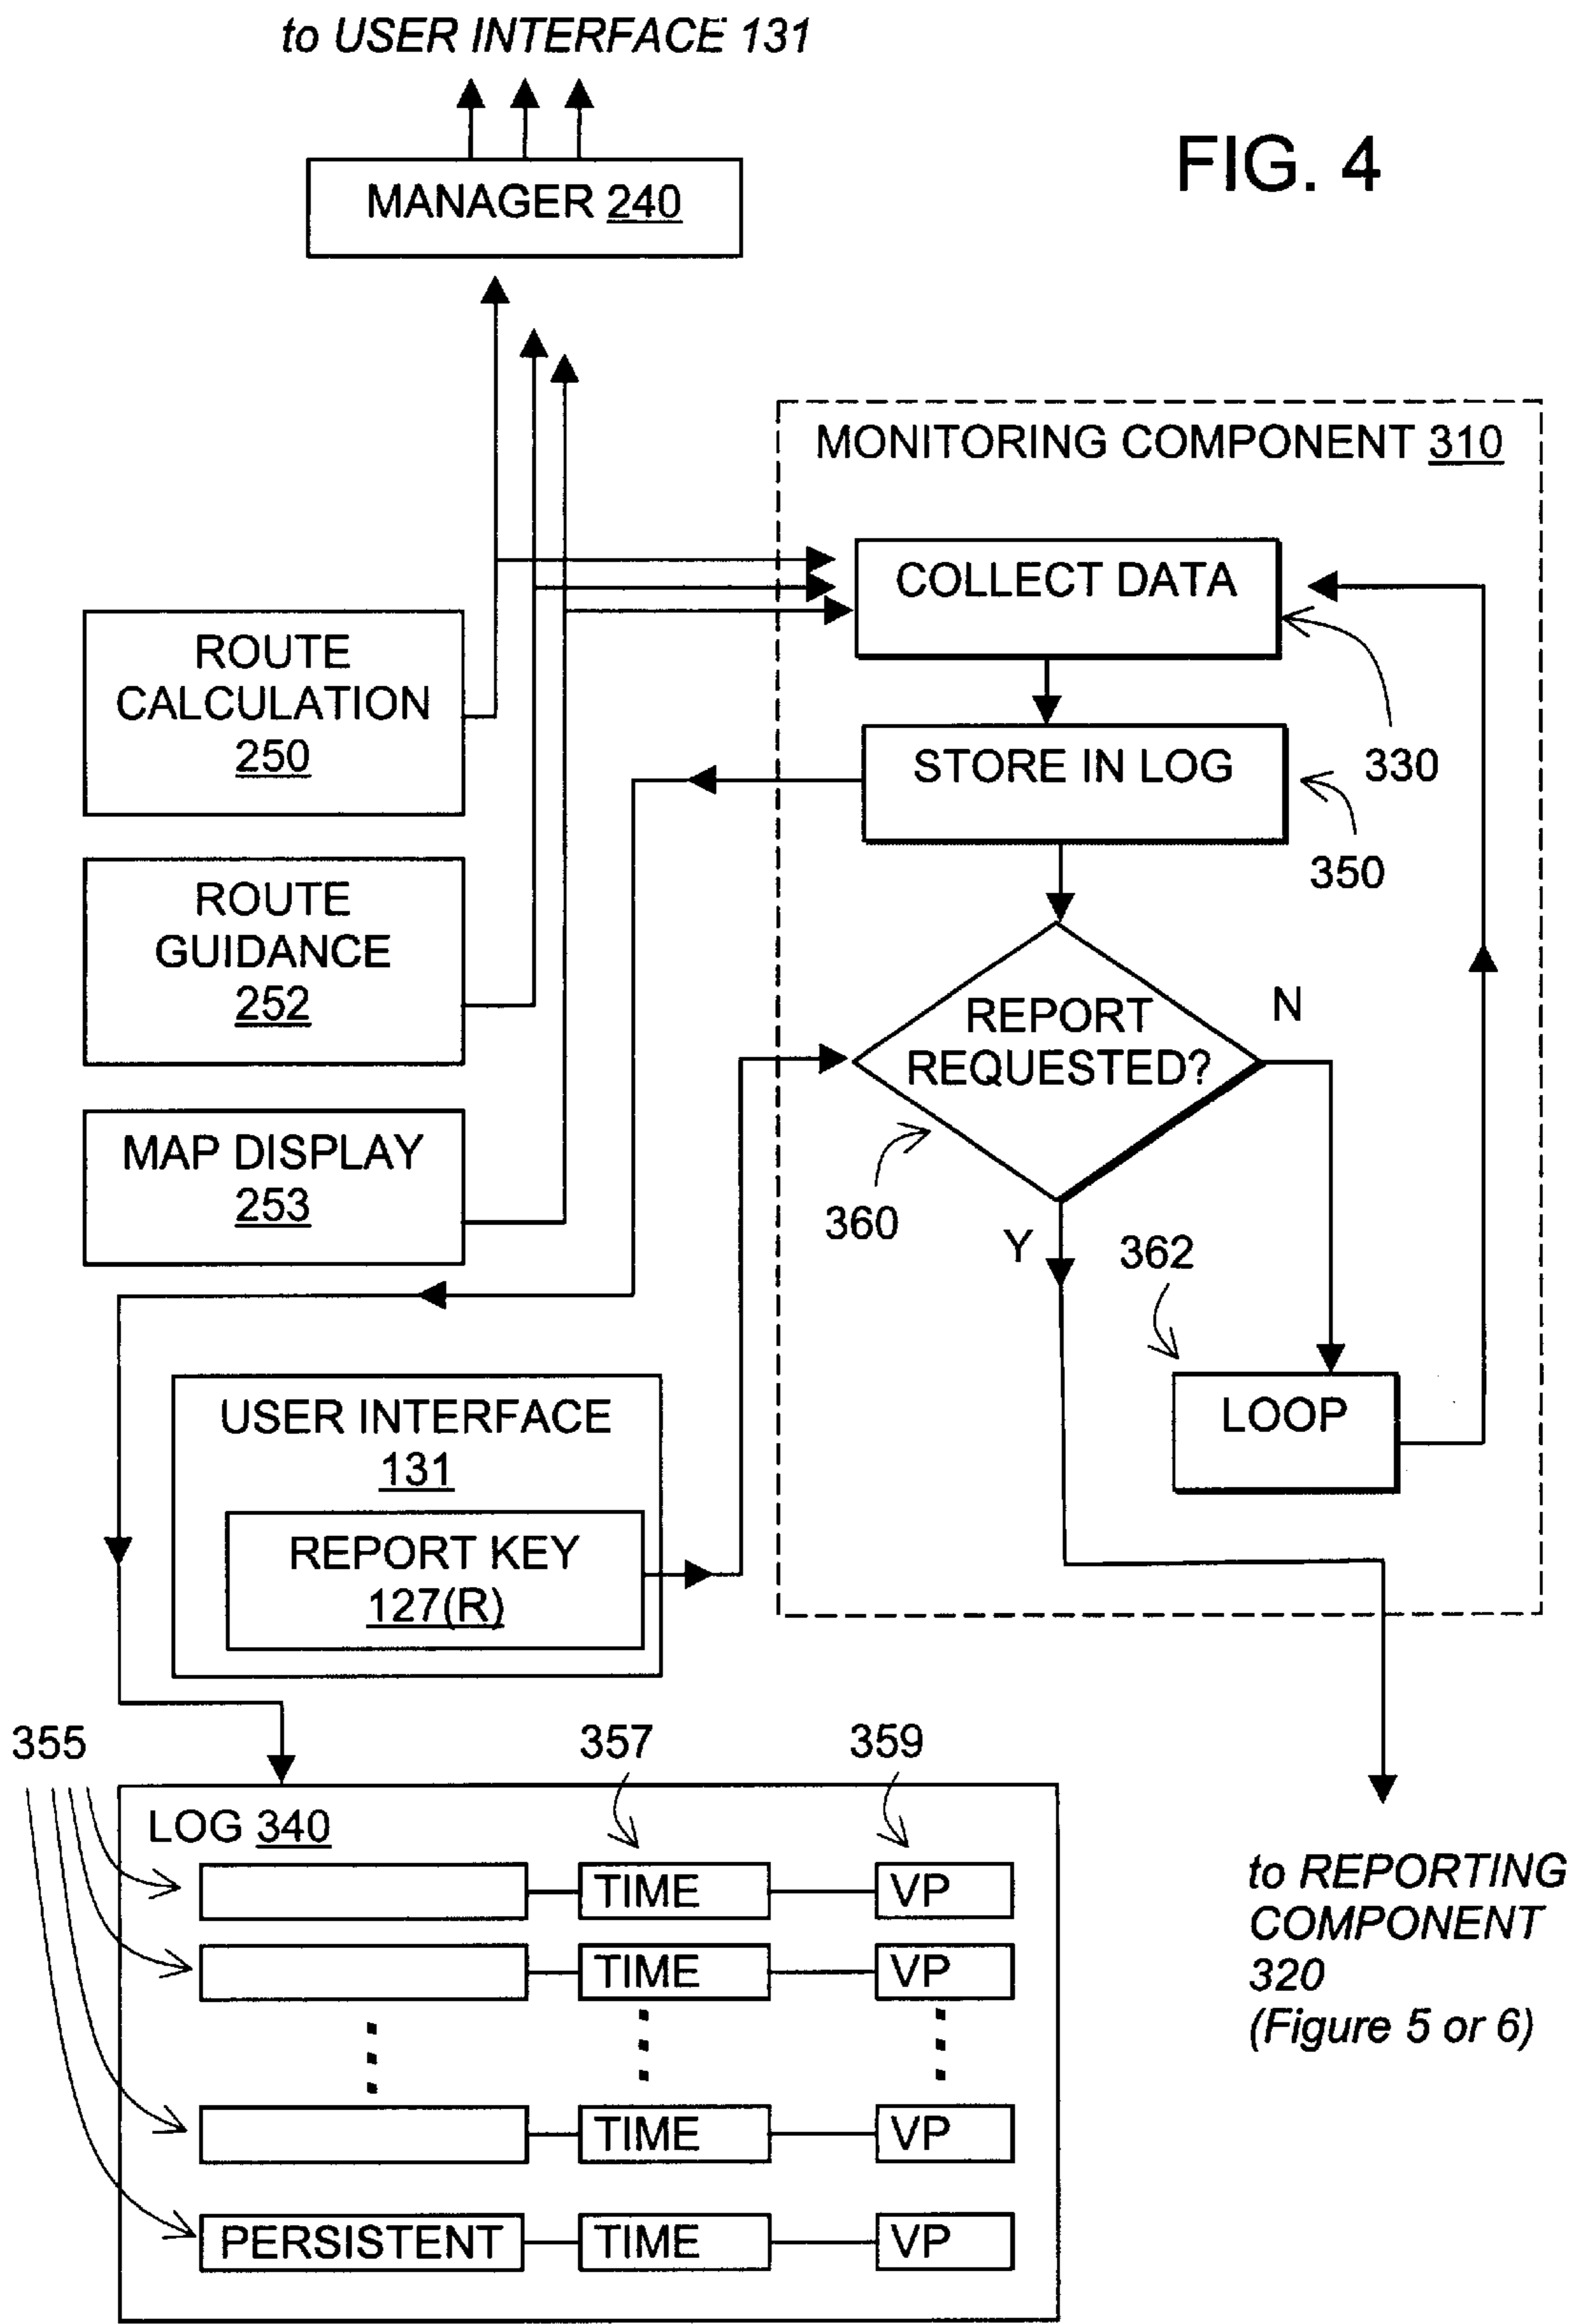 to USER INTERFACE 131
FIG. 4
MANAGER 240
MONITORING COMPONENT 310
COLLECT DATA
330
ROUTE
CALCULATION
250
STORE IN LOG
350
ROUTE
GUIDANCE
252
REPORT
REQUESTED?
N
360
Y
MAP DISPLAY
253
362
LOOP
USER INTERFACE
131
REPORT KEY
127(R)
355
357
359
LOG 340
TIME VP
TIME VP
TIME VP
PERSISTENT TIME VP
to REPORTING
COMPONENT
320
(Figure 5 or 6)